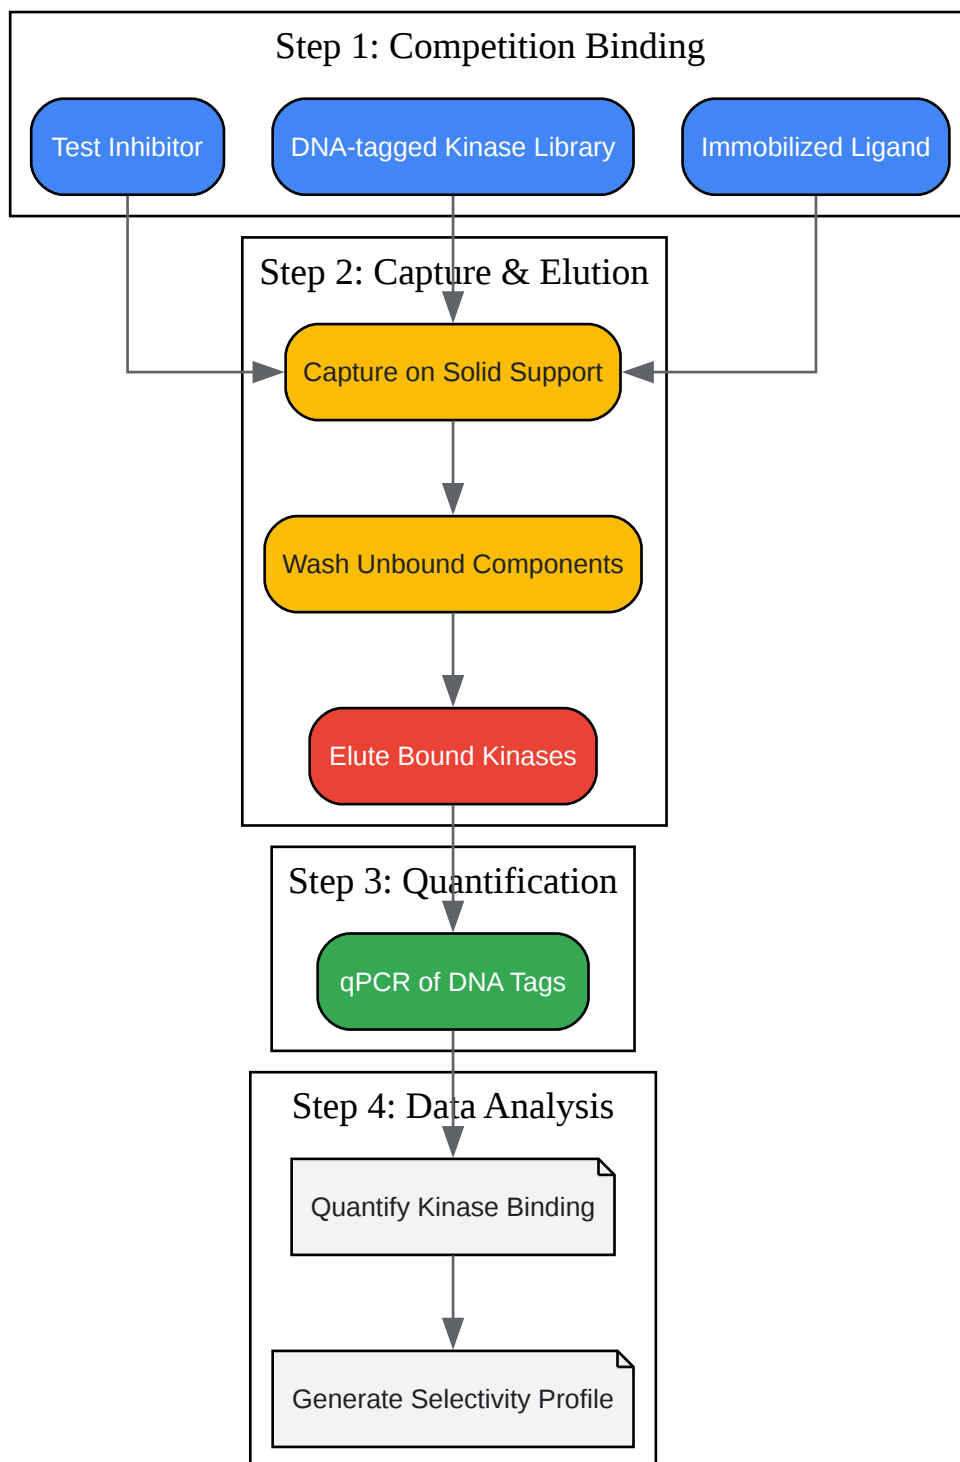 Step 1: Competition Binding
Test Inhibitor
DNA-tagged Kinase Library
Immobilized Ligand
Step 2: Capture & Elution
Capture on Solid Support
Wash Unbound Components
Elute Bound Kinases
Step 3: Quantification
qPCR of DNA Tags
Step 4: Data Analysis
Quantify Kinase Binding
Generate Selectivity Profile